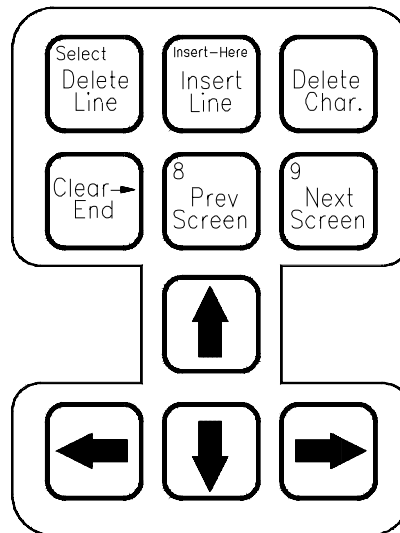 Select
Delete
Line
Insert-Here
Insert
Line
Delete
Char.
Clear→
End
8
Prev
Screen
9
Next
Screen